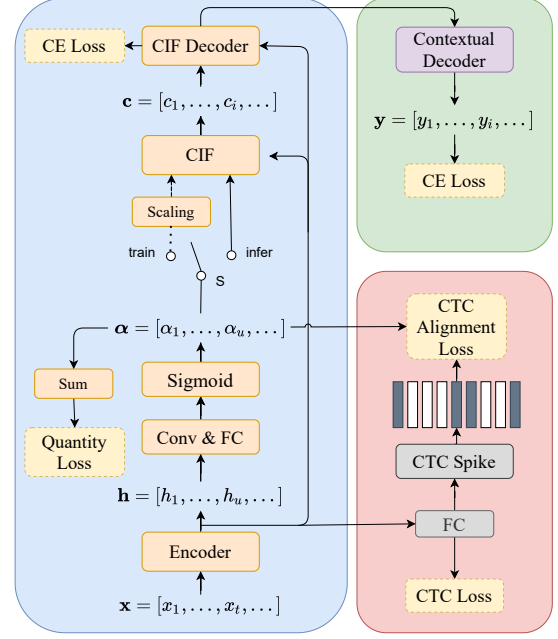 CE Loss
CIF Decoder
c = [c₁, . . . , cᵢ, . . . ]
CIF
Scaling
train
infer
S
α = [α₁, . . . , αᵤ, . . . ]
Sum
Sigmoid
Quantity
Loss
Conv & FC
h = [h₁, . . . , hᵤ, . . . ]
Encoder
x = [x₁, . . . , xₜ, . . . ]
Contextual
Decoder
y = [y₁, . . . , yᵢ, . . . ]
CE Loss
CTC
Alignment
Loss
CTC Spike
FC
CTC Loss